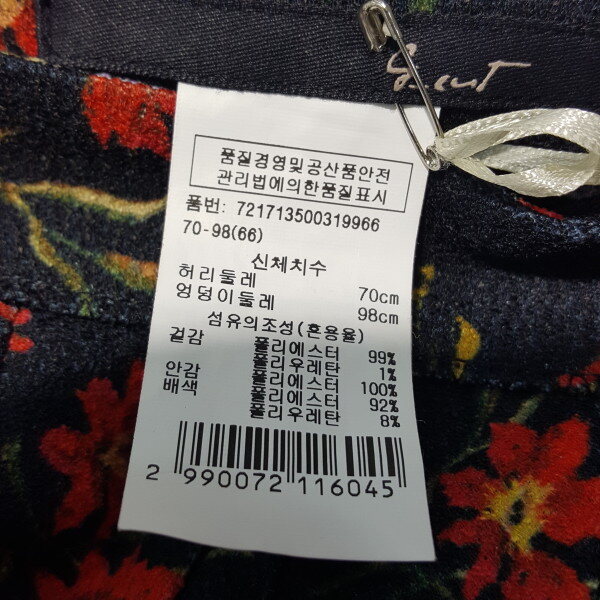 품질경영및공산품안전
관리법에의한품질표시
품번: 721713500319966
70-98(66)
신체치수
허리둘레 70cm
엉덩이둘레 98cm
섬유의조성(혼용율)
겉감 폴리에스터 99%
폴리우레탄 1%
안감 폴리에스터 100%
배색 폴리에스터 92%
폴리우레탄 8%
2 990072 116045